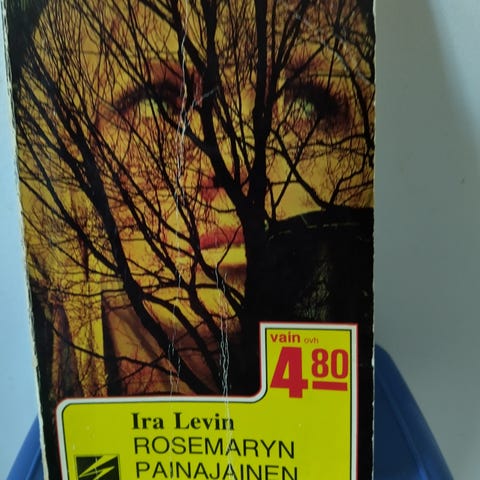 vain ovh
4 80
Ira Levin
ROSEMARYN
PAINAJAINEN